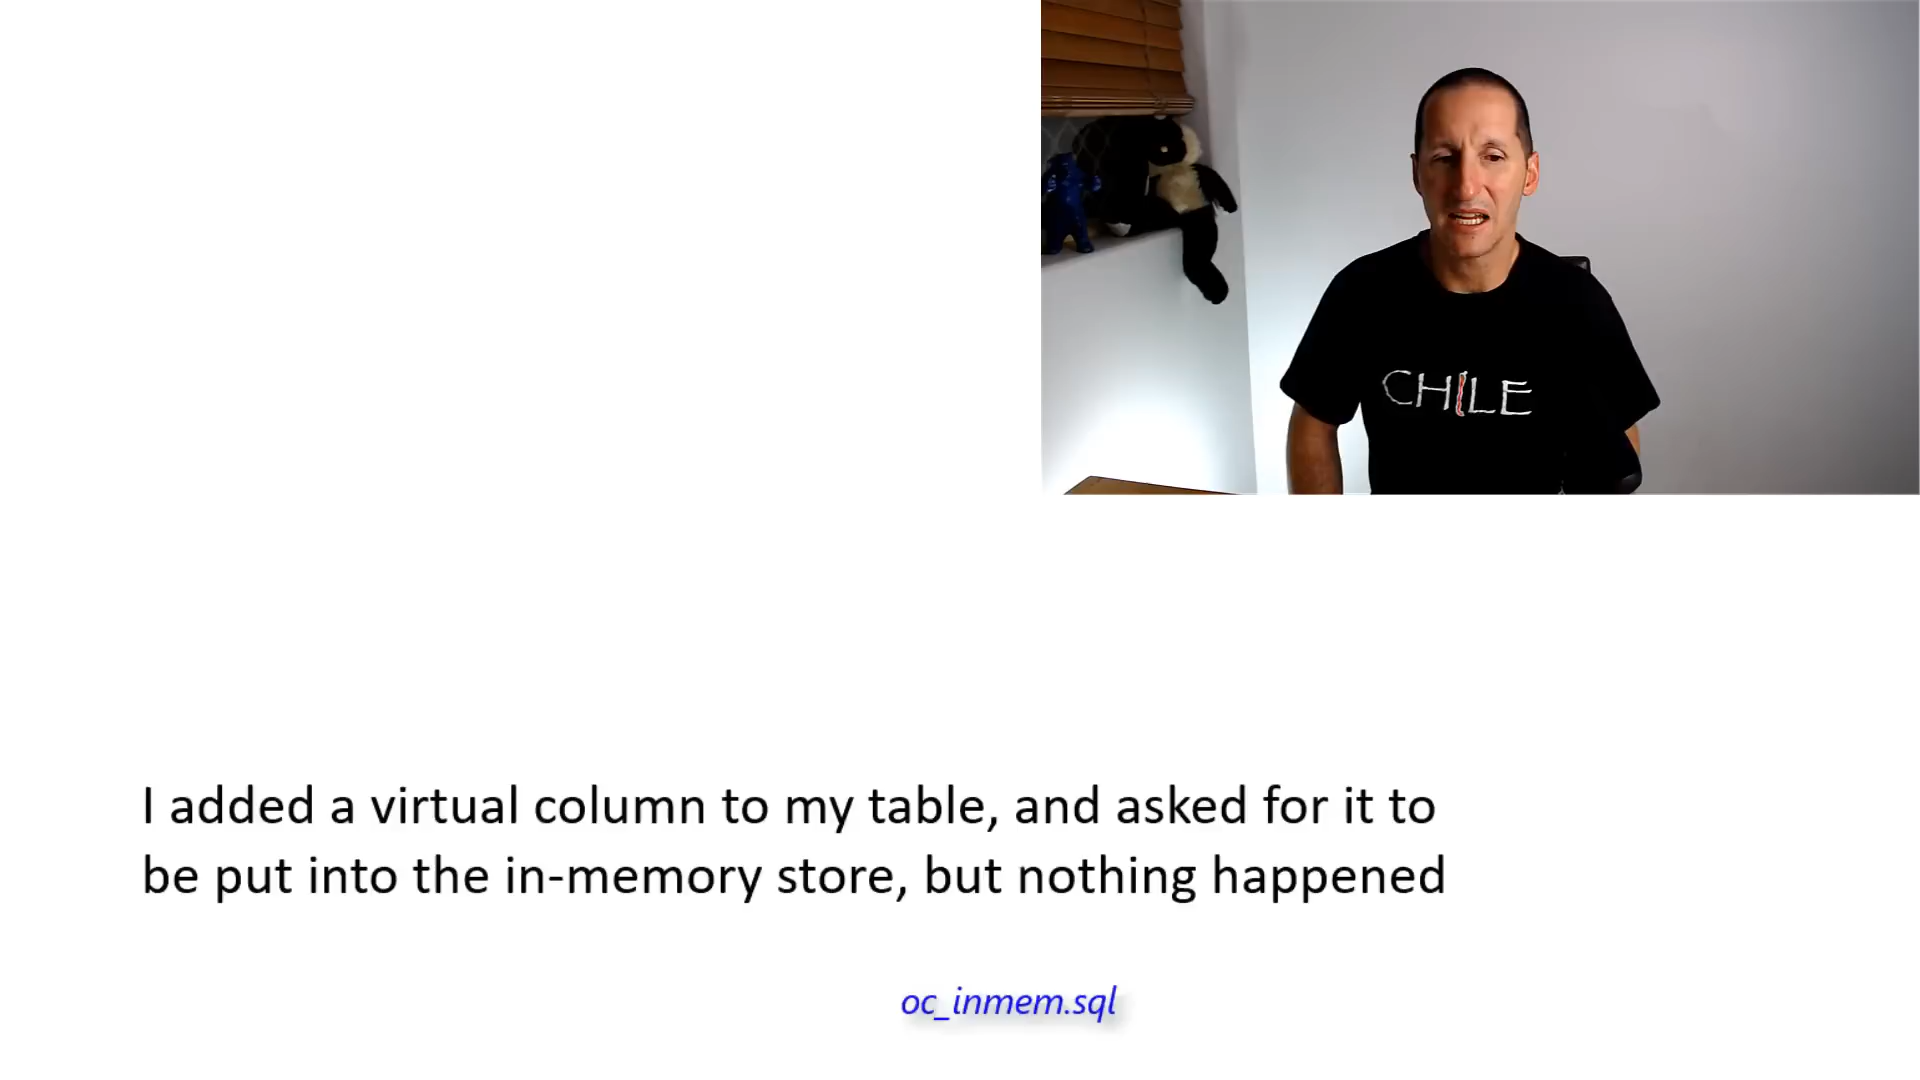 CHILE
I added a virtual column to my table, and asked for it to
be put into the in-memory store, but nothing happened
oc_inmem.sql